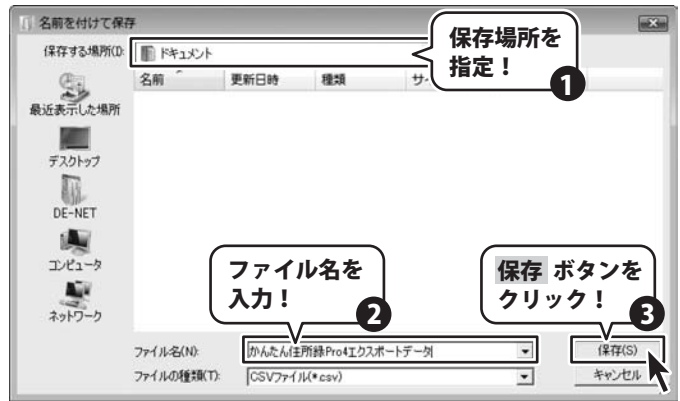 名前を付けて保存
保存する場所(I):
ドキュメント
保存場所を
指定！
1
名前
更新日時
種類
サ
最近表示した場所
デスクトップ
DE-NET
コンピュータ
ネットワーク
ファイル名を
入力！
2
保存 ボタンを
クリック！
3
ファイル名(N):
かんたん住所録Pro4エクスポートデータ
保存(S)
ファイルの種類(T):
CSVファイル(*csv)
キャンセル